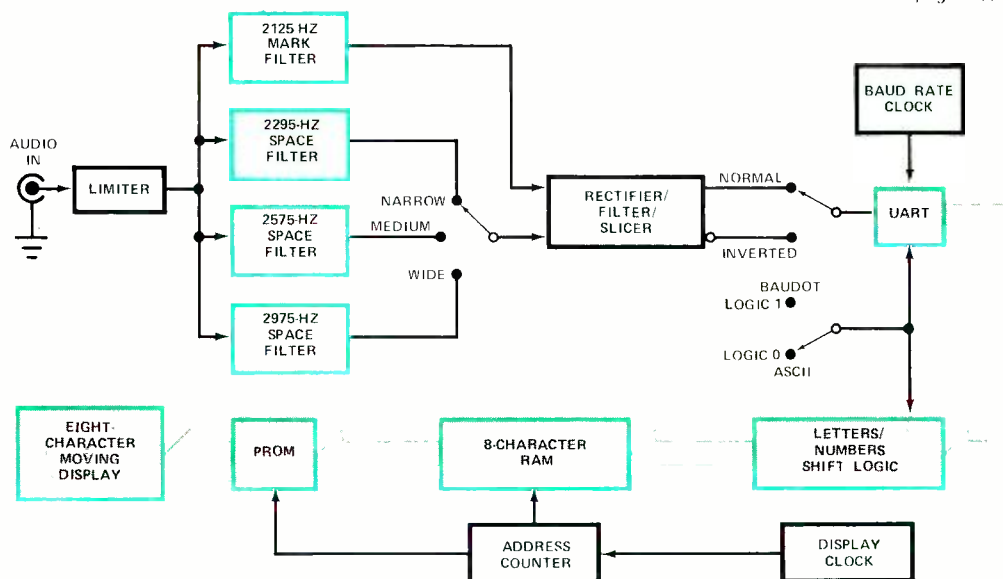 2125 HZ
MARK
FILTER
BAUD RATE
CLOCK
2295-HZ
SPACE
FILTER
AUDIO
IN
LIMITER
NARROW
MEDIUM
WIDE
2575-HZ
SPACE
FILTER
2975-HZ
SPACE
FILTER
RECTIFIER/
FILTER/
SLICER
NORMAL
INVERTED
UART
BAUDOT
LOGIC 1
LOGIC 0
ASCII
EIGHT-
CHARACTER
MOVING
DISPLAY
PROM
8-CHARACTER
RAM
LETTERS/
NUMBERS
SHIFT LOGIC
ADDRESS
COUNTER
DISPLAY
CLOCK